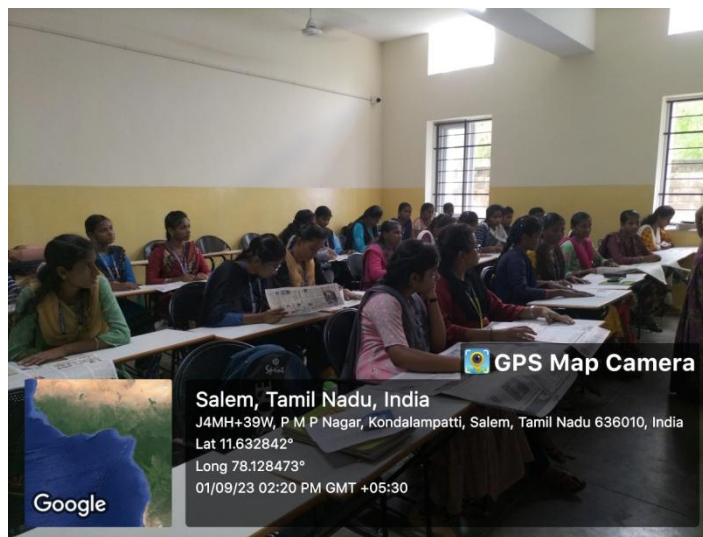 GPS Map Camera
Salem, Tamil Nadu, India
J4MH+39W, P M P Nagar, Kondalampatti, Salem, Tamil Nadu 636010, India
Lat 11.632842°
Long 78.128473°
01/09/23 02:20 PM GMT +05:30
Google